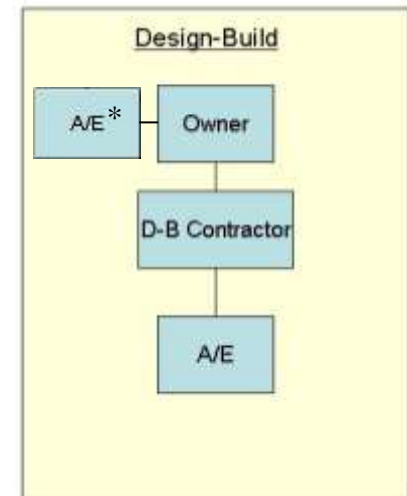 Design-Build
A/E* Owner
D-B Contractor
A/E